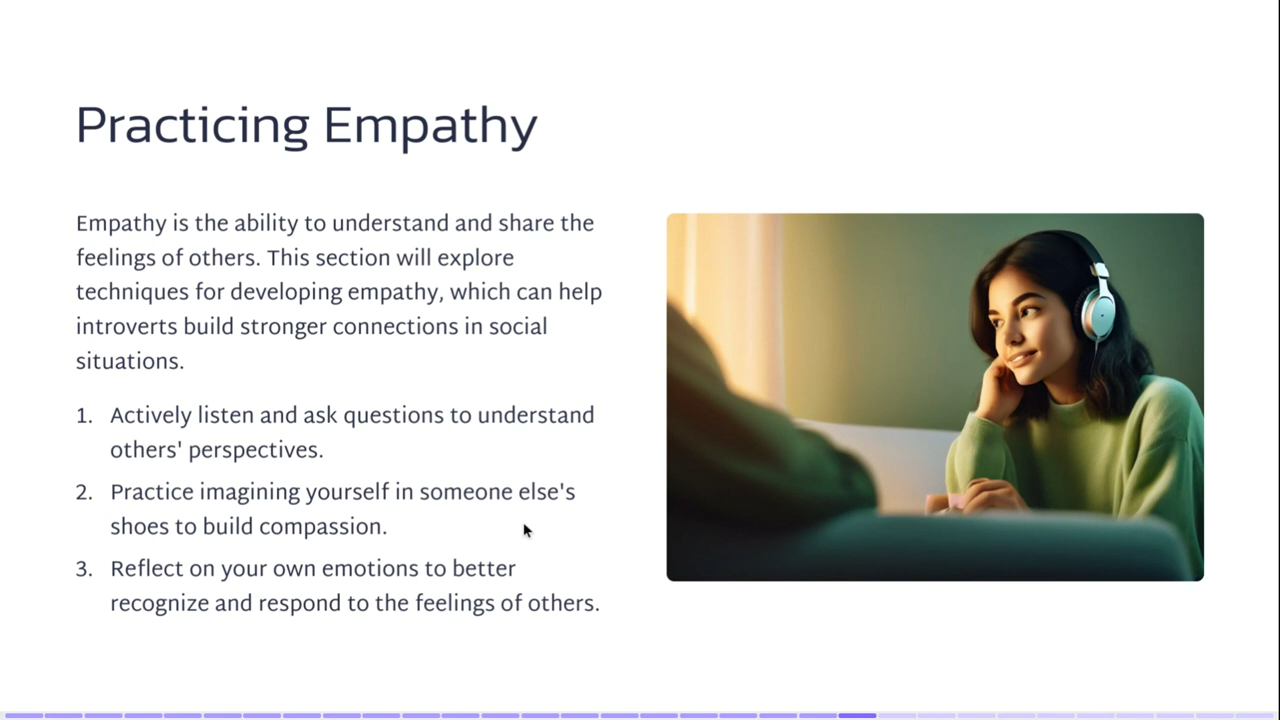 Practicing Empathy
Empathy is the ability to understand and share the
feelings of others. This section will explore
techniques for developing empathy, which can help
introverts build stronger connections in social
situations.
1. Actively listen and ask questions to understand
others' perspectives.
2. Practice imagining yourself in someone else's
shoes to build compassion.
3. Reflect on your own emotions to better
recognize and respond to the feelings of others.